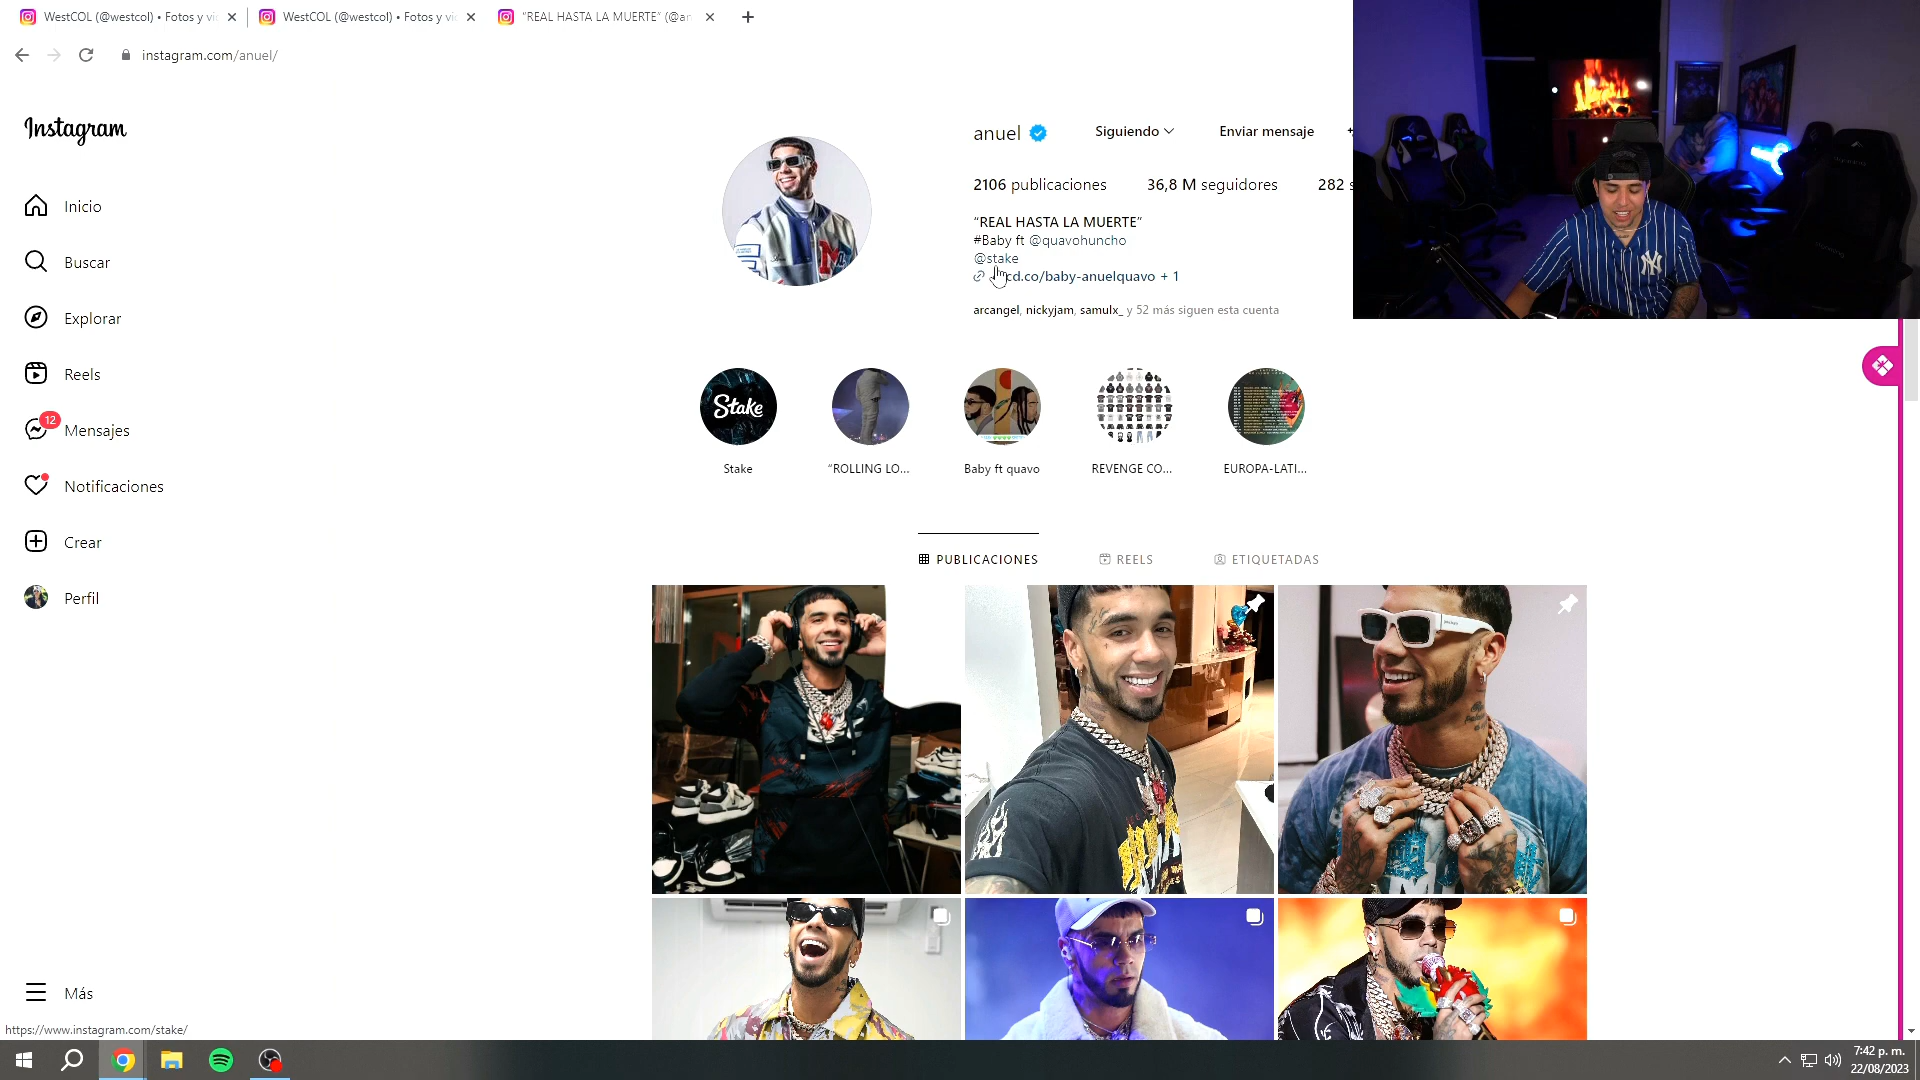 WestCOL (@westcol) • Fotos y vi
WestCOL (@westcol) • Fotos y vi
“REAL HASTA LA MUERTE” (@an
instagram.com/anuel/
Instagram
Inicio
Buscar
Explorar
Reels
12
Mensajes
Notificaciones
Crear
Perfil
Más
anuel
Siguiendo
Enviar mensaje
2106 publicaciones
36,8 M seguidores
282 s
“REAL HASTA LA MUERTE”
#Baby ft @quavohuncho
@stake
cd.co/baby-anuelquavo + 1
arcangel, nickyjam, samulx_ y 52 más siguen esta cuenta
Stake
Stake
“ROLLING LO...
Baby ft quavo
REVENGE CO...
EUROPA-LATI...
PUBLICACIONES
REELS
ETIQUETADAS
NY
M
https://www.instagram.com/stake/
7:42 p. m.
22/08/2023